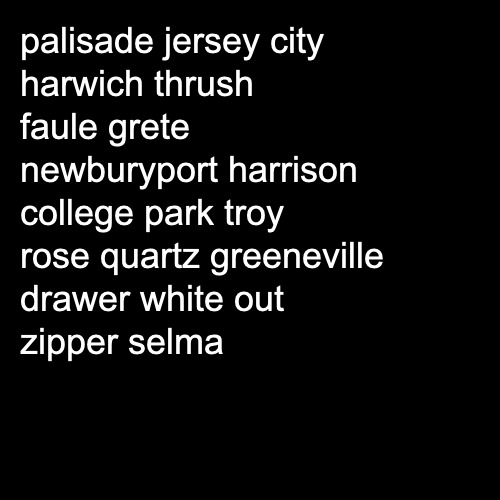 palisade jersey city
harwich thrush
faule grete
newburyport harrison
college park troy
rose quartz greeneville
drawer white out
zipper selma